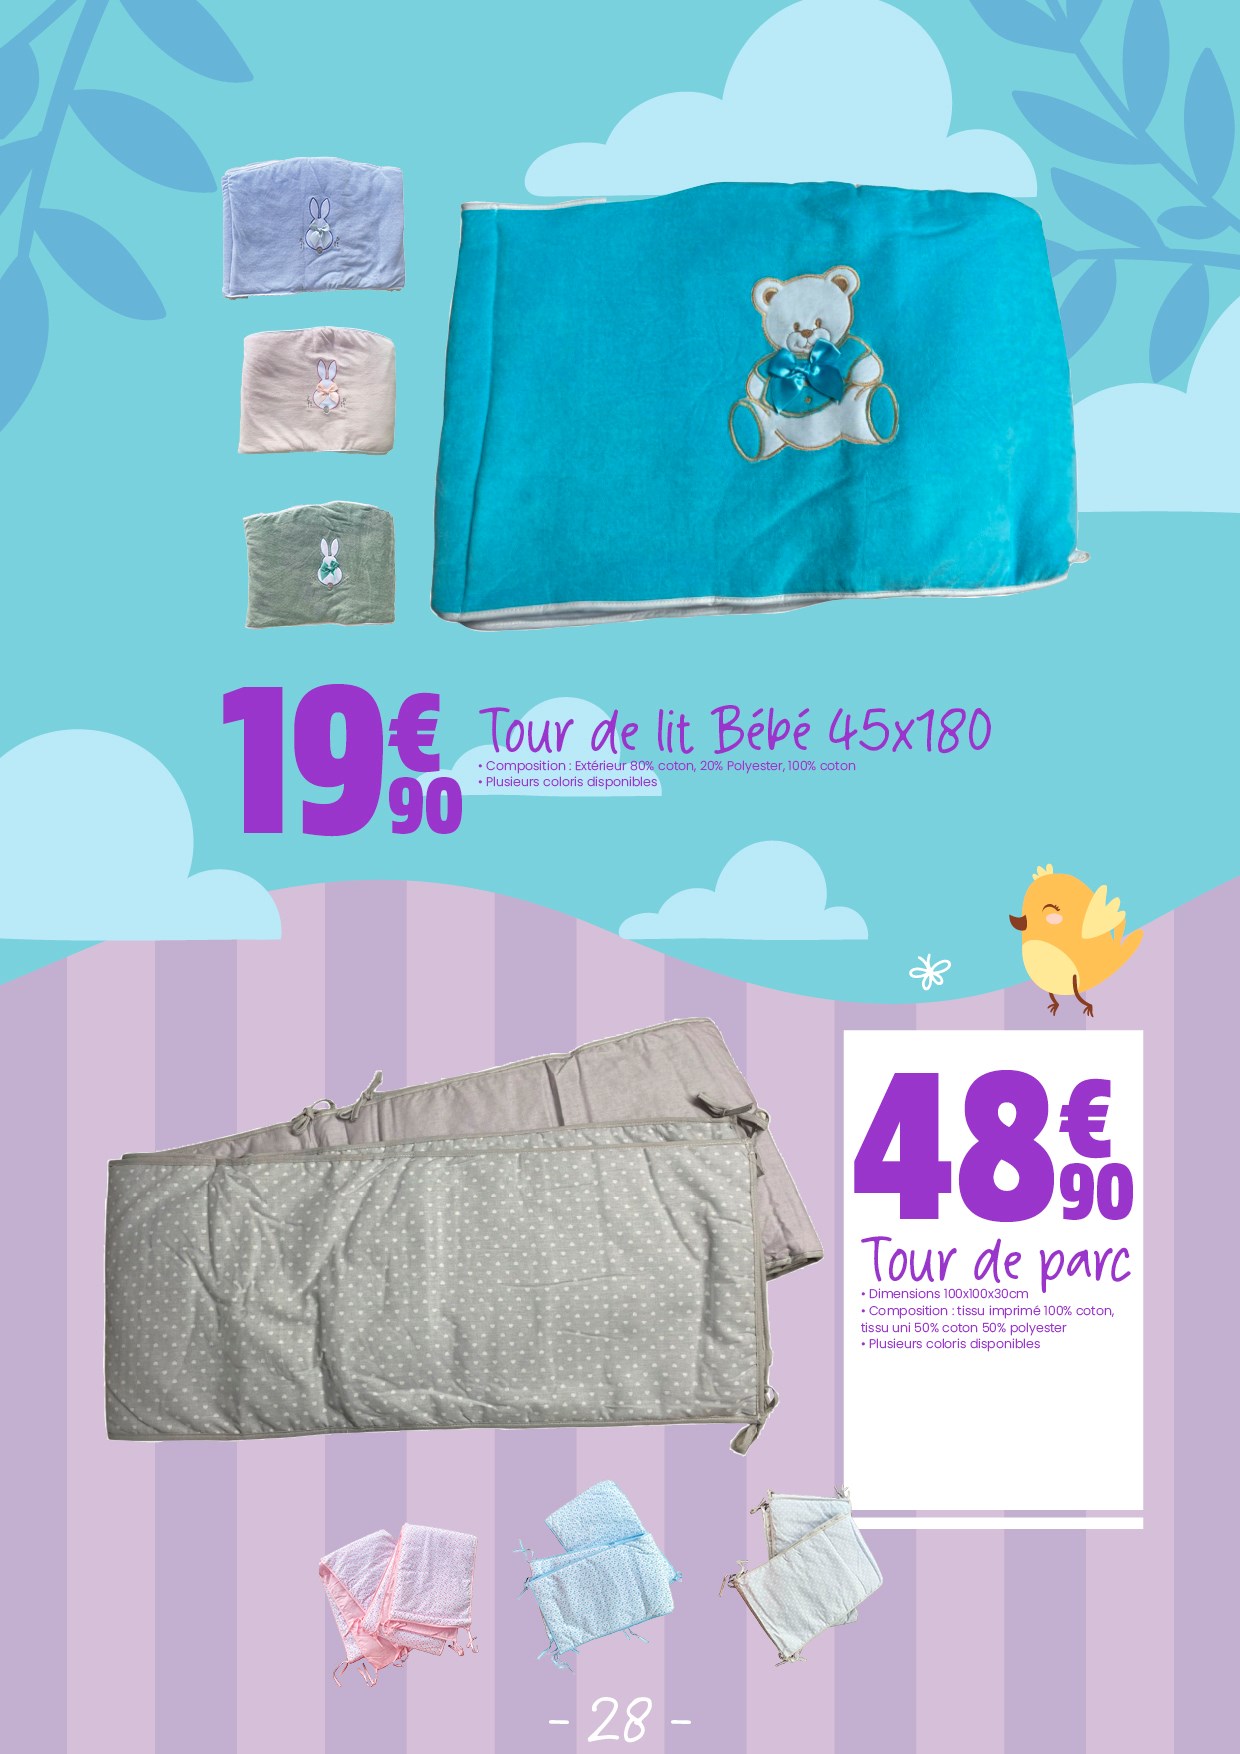 19€90
Tour de lit Bébé 45x180
• Composition : Extérieur 80% coton, 20% Polyester, 100% coton
• Plusieurs coloris disponibles
48€90
Tour de parc
• Dimensions 100x100x30cm
• Composition : tissu imprimé 100% coton,
tissu uni 50% coton 50% polyester
• Plusieurs coloris disponibles
- 28 -